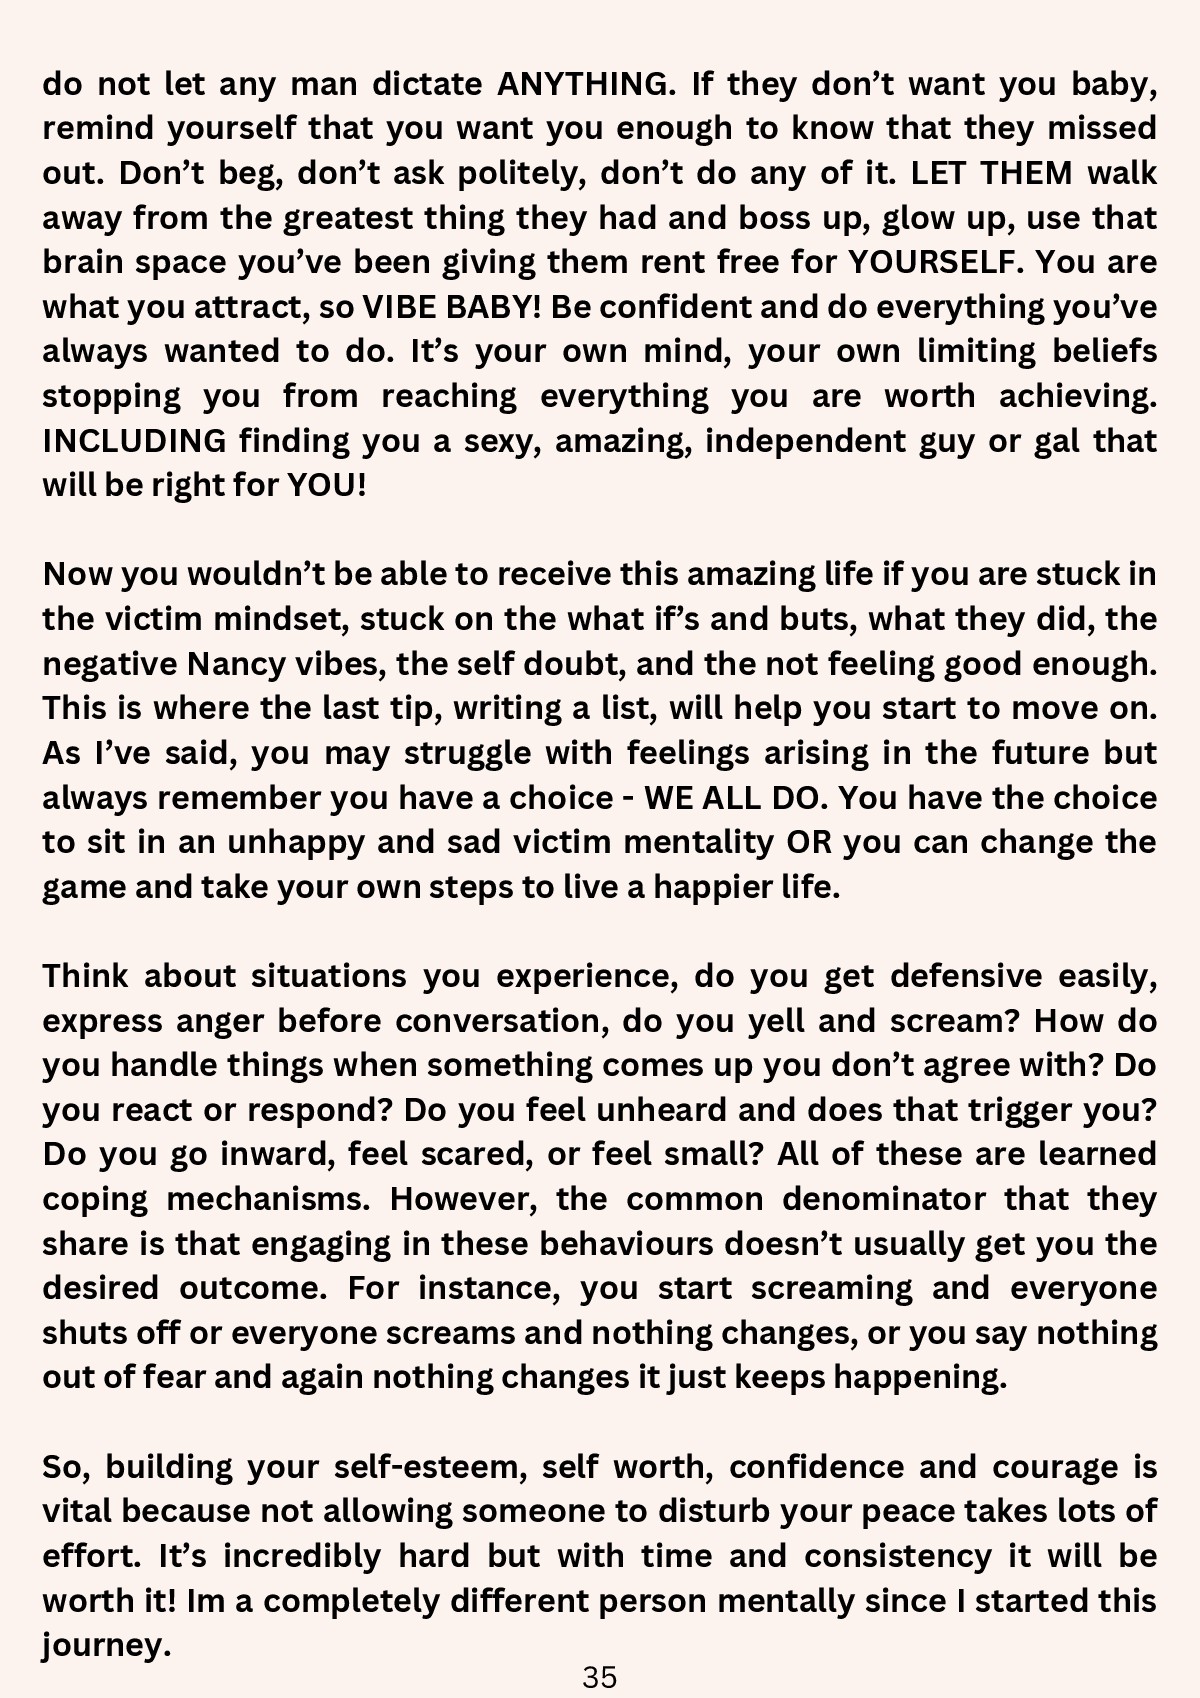 do not let any man dictate ANYTHING. If they don’t want you baby,
remind yourself that you want you enough to know that they missed
out. Don’t beg, don’t ask politely, don’t do any of it. LET THEM walk
away from the greatest thing they had and boss up, glow up, use that
brain space you’ve been giving them rent free for YOURSELF. You are
what you attract, so VIBE BABY! Be confident and do everything you’ve
always wanted to do. It’s your own mind, your own limiting beliefs
stopping you from reaching everything you are worth achieving.
INCLUDING finding you a sexy, amazing, independent guy or gal that
will be right for YOU!
Now you wouldn’t be able to receive this amazing life if you are stuck in
the victim mindset, stuck on the what if’s and buts, what they did, the
negative Nancy vibes, the self doubt, and the not feeling good enough.
This is where the last tip, writing a list, will help you start to move on.
As I’ve said, you may struggle with feelings arising in the future but
always remember you have a choice - WE ALL DO. You have the choice
to sit in an unhappy and sad victim mentality OR you can change the
game and take your own steps to live a happier life.
Think about situations you experience, do you get defensive easily,
express anger before conversation, do you yell and scream? How do
you handle things when something comes up you don’t agree with? Do
you react or respond? Do you feel unheard and does that trigger you?
Do you go inward, feel scared, or feel small? All of these are learned
coping mechanisms. However, the common denominator that they
share is that engaging in these behaviours doesn’t usually get you the
desired outcome. For instance, you start screaming and everyone
shuts off or everyone screams and nothing changes, or you say nothing
out of fear and again nothing changes it just keeps happening.
So, building your self-esteem, self worth, confidence and courage is
vital because not allowing someone to disturb your peace takes lots of
effort. It’s incredibly hard but with time and consistency it will be
worth it! Im a completely different person mentally since I started this
journey.
35